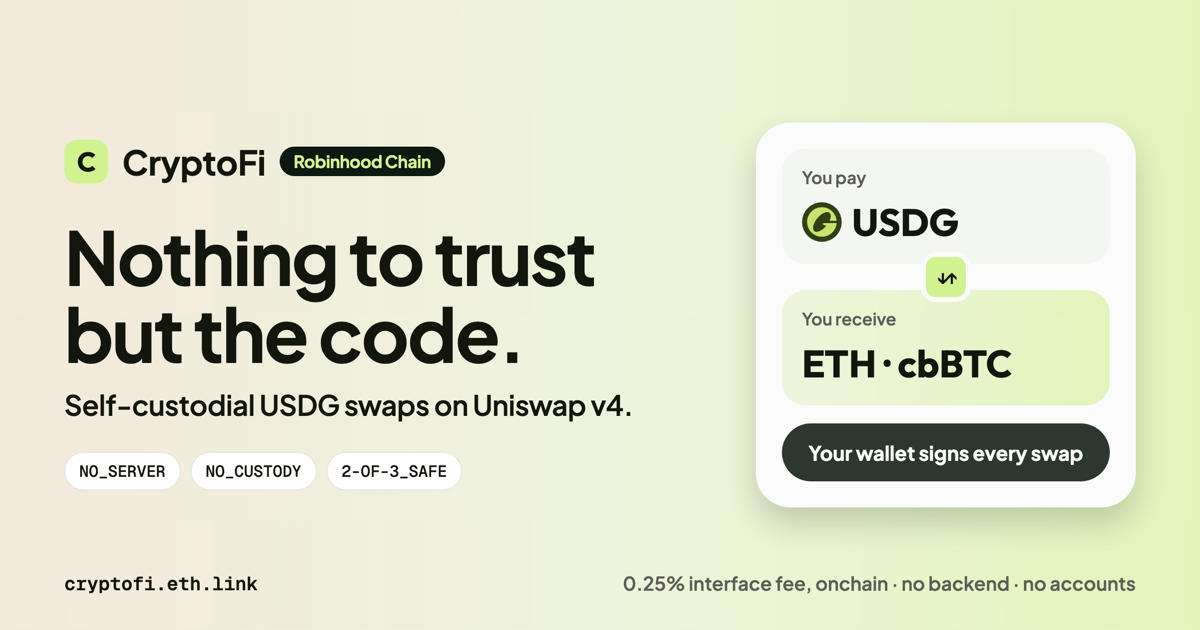 C CryptoFi Robinhood Chain
Nothing to trust
but the code.
Self-custodial USDG swaps on Uniswap v4.
NO_SERVER NO_CUSTODY 2-OF-3_SAFE
You pay
USDG
You receive
ETH · cbBTC
Your wallet signs every swap
cryptofi.eth.link
0.25% interface fee, onchain · no backend · no accounts